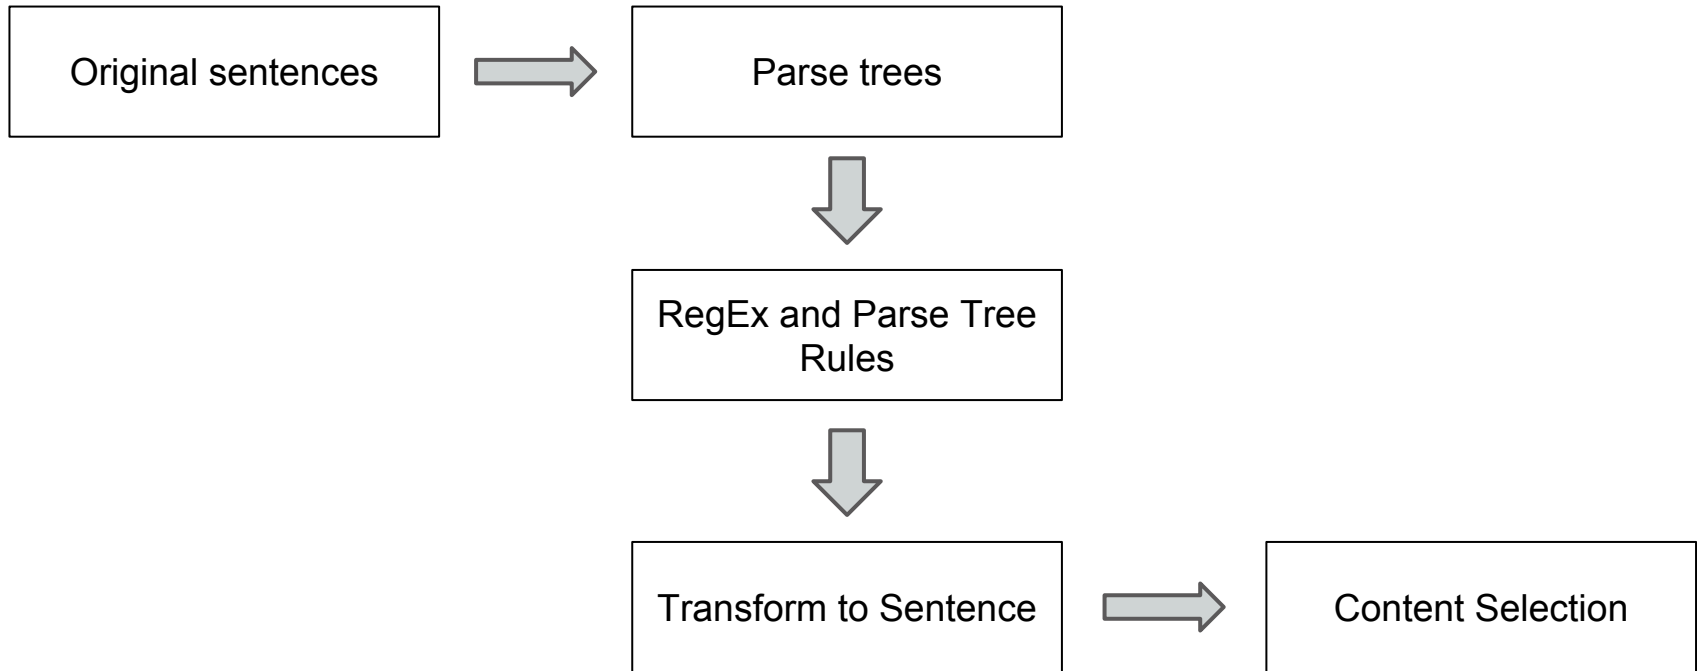 Original sentences
Parse trees
RegEx and Parse Tree
Rules
Transform to Sentence
Content Selection